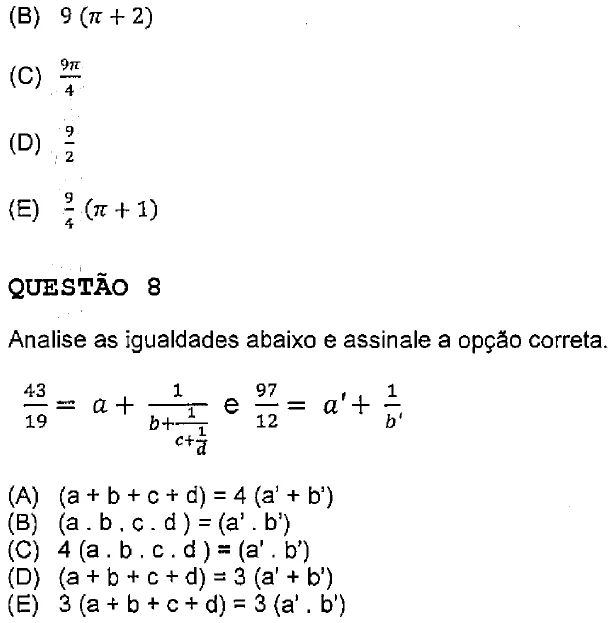 (B) 9 (π + 2)
(C) 9π/4
(D) 9/2
(E) 9/4 (π + 1)
QUESTÃO 8
Analise as igualdades abaixo e assinale a opção correta.
43/19 = a + 1/(b+1/(c+1/d)) e 97/12 = a' + 1/b'
(A) (a + b + c + d) = 4 (a' + b')
(B) (a . b . c . d ) = (a' . b')
(C) 4 (a . b . c . d ) = (a' . b')
(D) (a + b + c + d) = 3 (a' + b')
(E) 3 (a + b + c + d) = 3 (a' . b')